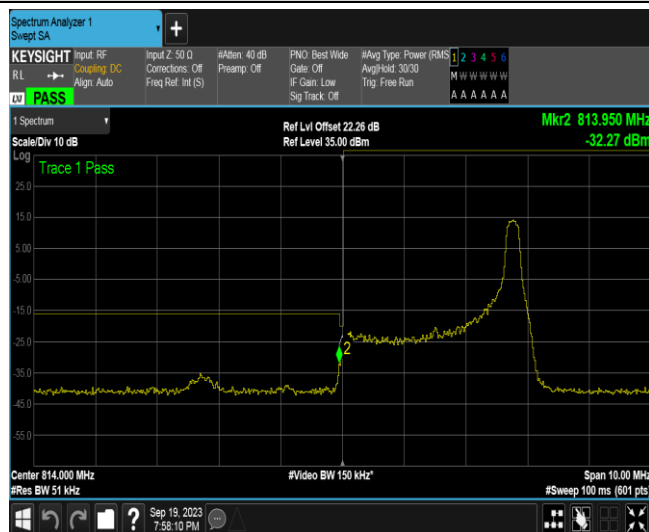 Spectrum Analyzer 1
Swept SA
+
KEYSIGHT
RL
LXI PASS
Input: RF
Coupling: DC
Align: Auto
Input Z: 50 Ω
Corrections: Off
Freq Ref: Int (S)
#Atten: 40 dB
Preamp: Off
PNO: Best Wide
Gate: Off
IF Gain: Low
Sig Track: Off
#Avg Type: Power (RMS
Avg|Hold: 30/30
Trig: Free Run
1 2 3 4 5 6
M W W W W W
A A A A A A
1 Spectrum
Scale/Div 10 dB
Ref Lvl Offset 22.26 dB
Ref Level 35.00 dBm
Mkr2 813.950 MHz
-32.27 dBm
Log
Trace 1 Pass
25.0
15.0
5.00
-5.00
-15.0
-25.0
-35.0
-45.0
-55.0
2
Center 814.000 MHz
#Res BW 51 kHz
#Video BW 150 kHz*
Span 10.00 MHz
#Sweep 100 ms (601 pts)
?
Sep 19, 2023
7:58:10 PM